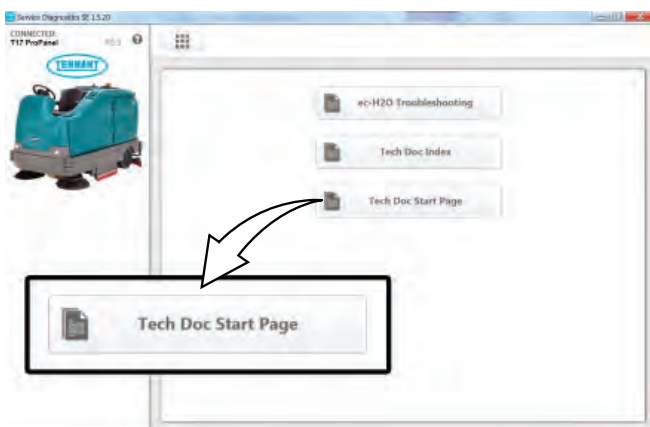 Service Diagnostics SE 1.5.20
CONNECTED:
T17 ProPanel
TENNANT
ec-H2O Troubleshooting
Tech Doc Index
Tech Doc Start Page
Tech Doc Start Page